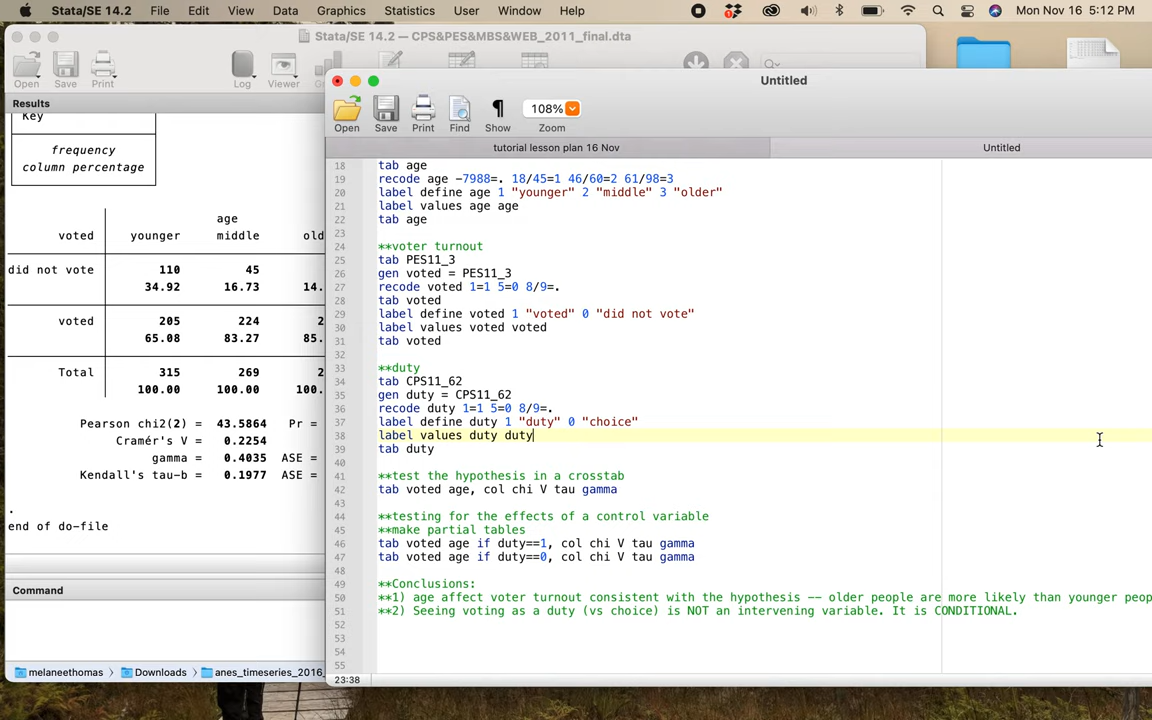 Stata/SE 14.2 File Edit View Data Graphics Statistics User Window Help Mon Nov 16 5:12 PM
Stata/SE 14.2 — CPS&PES&MBS&WEB_2011_final.dta
Open Save Print Log Viewer
Results
Key
frequency
column percentage
age
voted younger middle old
did not vote 110 45
34.92 16.73 14.
voted 205 224 2
65.08 83.27 85.
Total 315 269 2
100.00 100.00 100.
Pearson chi2(2) = 43.5864 Pr =
Cramér's V = 0.2254
gamma = 0.4035 ASE =
Kendall's tau-b = 0.1977 ASE =
.
end of do-file
Command
melaneethomas Downloads anes_timeseries_2016_
Untitled
Open Save Print Find Show 108% Zoom
tutorial lesson plan 16 Nov Untitled
18 tab age
19 recode age -7988=. 18/45=1 46/60=2 61/98=3
20 label define age 1 "younger" 2 "middle" 3 "older"
21 label values age age
22 tab age
23
24 **voter turnout
25 tab PES11_3
26 gen voted = PES11_3
27 recode voted 1=1 5=0 8/9=.
28 tab voted
29 label define voted 1 "voted" 0 "did not vote"
30 label values voted voted
31 tab voted
32
33 **duty
34 tab CPS11_62
35 gen duty = CPS11_62
36 recode duty 1=1 5=0 8/9=.
37 label define duty 1 "duty" 0 "choice"
38 label values duty duty
39 tab duty
40
41 **test the hypothesis in a crosstab
42 tab voted age, col chi V tau gamma
43
44 **testing for the effects of a control variable
45 **make partial tables
46 tab voted age if duty==1, col chi V tau gamma
47 tab voted age if duty==0, col chi V tau gamma
48
49 **Conclusions:
50 **1) age affect voter turnout consistent with the hypothesis -- older people are more likely than younger peop
51 **2) Seeing voting as a duty (vs choice) is NOT an intervening variable. It is CONDITIONAL.
52
53
54
55
23:38